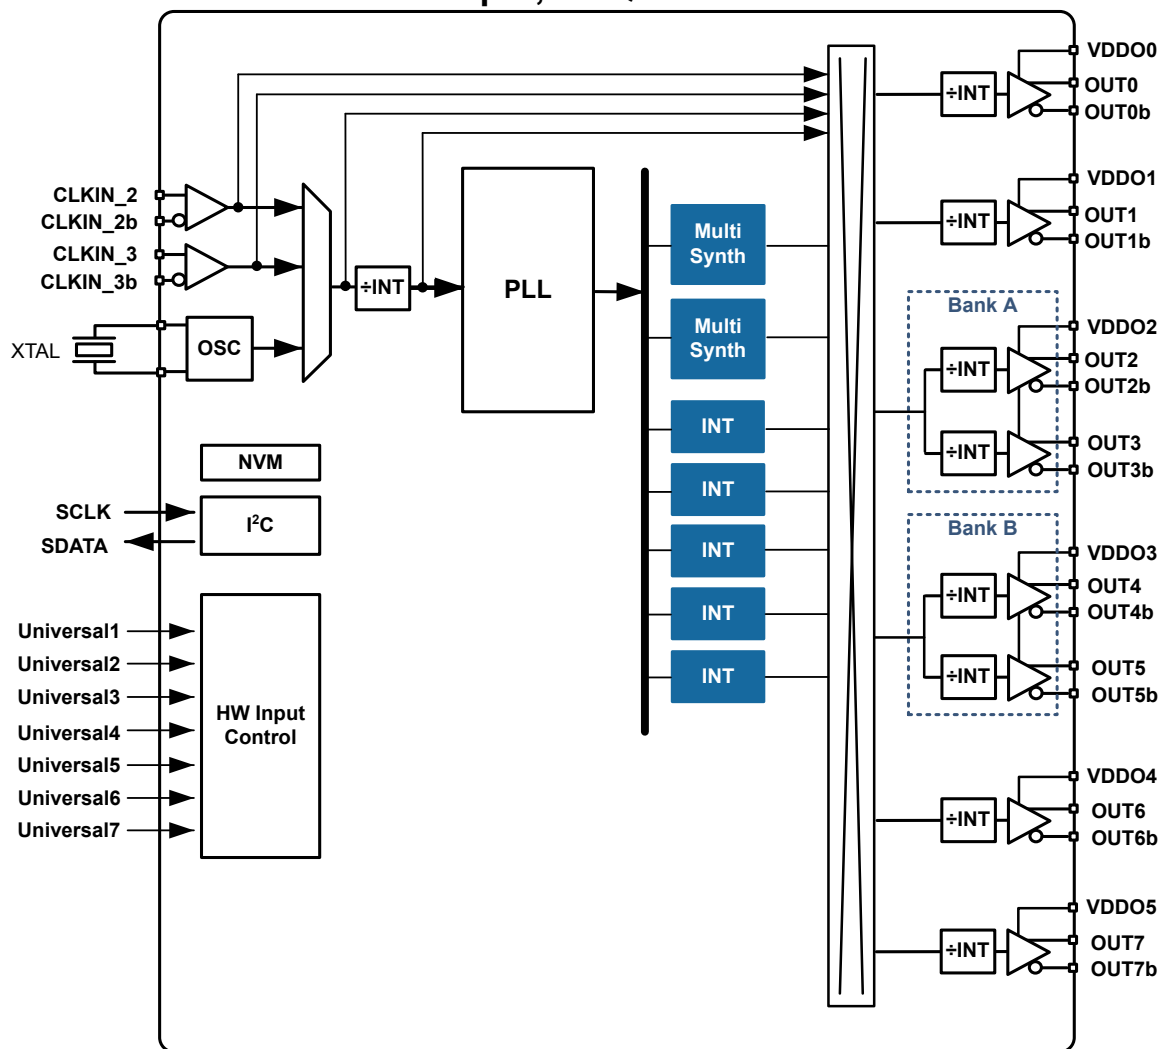 VDDO0
OUT0
÷INT
OUT0b
CLKIN_2
CLKIN_2b
CLKIN_3
CLKIN_3b
XTAL
OSC
÷INT
PLL
Multi
Synth
Multi
Synth
INT
INT
INT
INT
INT
VDDO1
OUT1
÷INT
OUT1b
Bank A
VDDO2
OUT2
÷INT
OUT2b
OUT3
÷INT
OUT3b
Bank B
VDDO3
OUT4
÷INT
OUT4b
OUT5
÷INT
OUT5b
NVM
SCLK
I²C
SDATA
Universal1
Universal2
Universal3
Universal4
Universal5
Universal6
Universal7
HW Input
Control
VDDO4
OUT6
÷INT
OUT6b
VDDO5
OUT7
÷INT
OUT7b